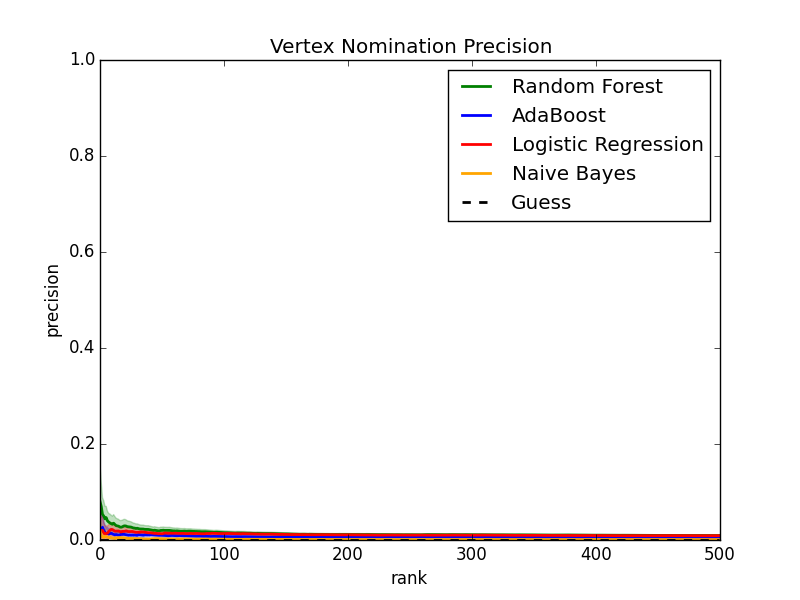 Vertex Nomination Precision
1.0
0.8
0.6
0.4
0.2
0.0
precision
Random Forest
AdaBoost
Logistic Regression
Naive Bayes
Guess
0 100 200 300 400 500
rank